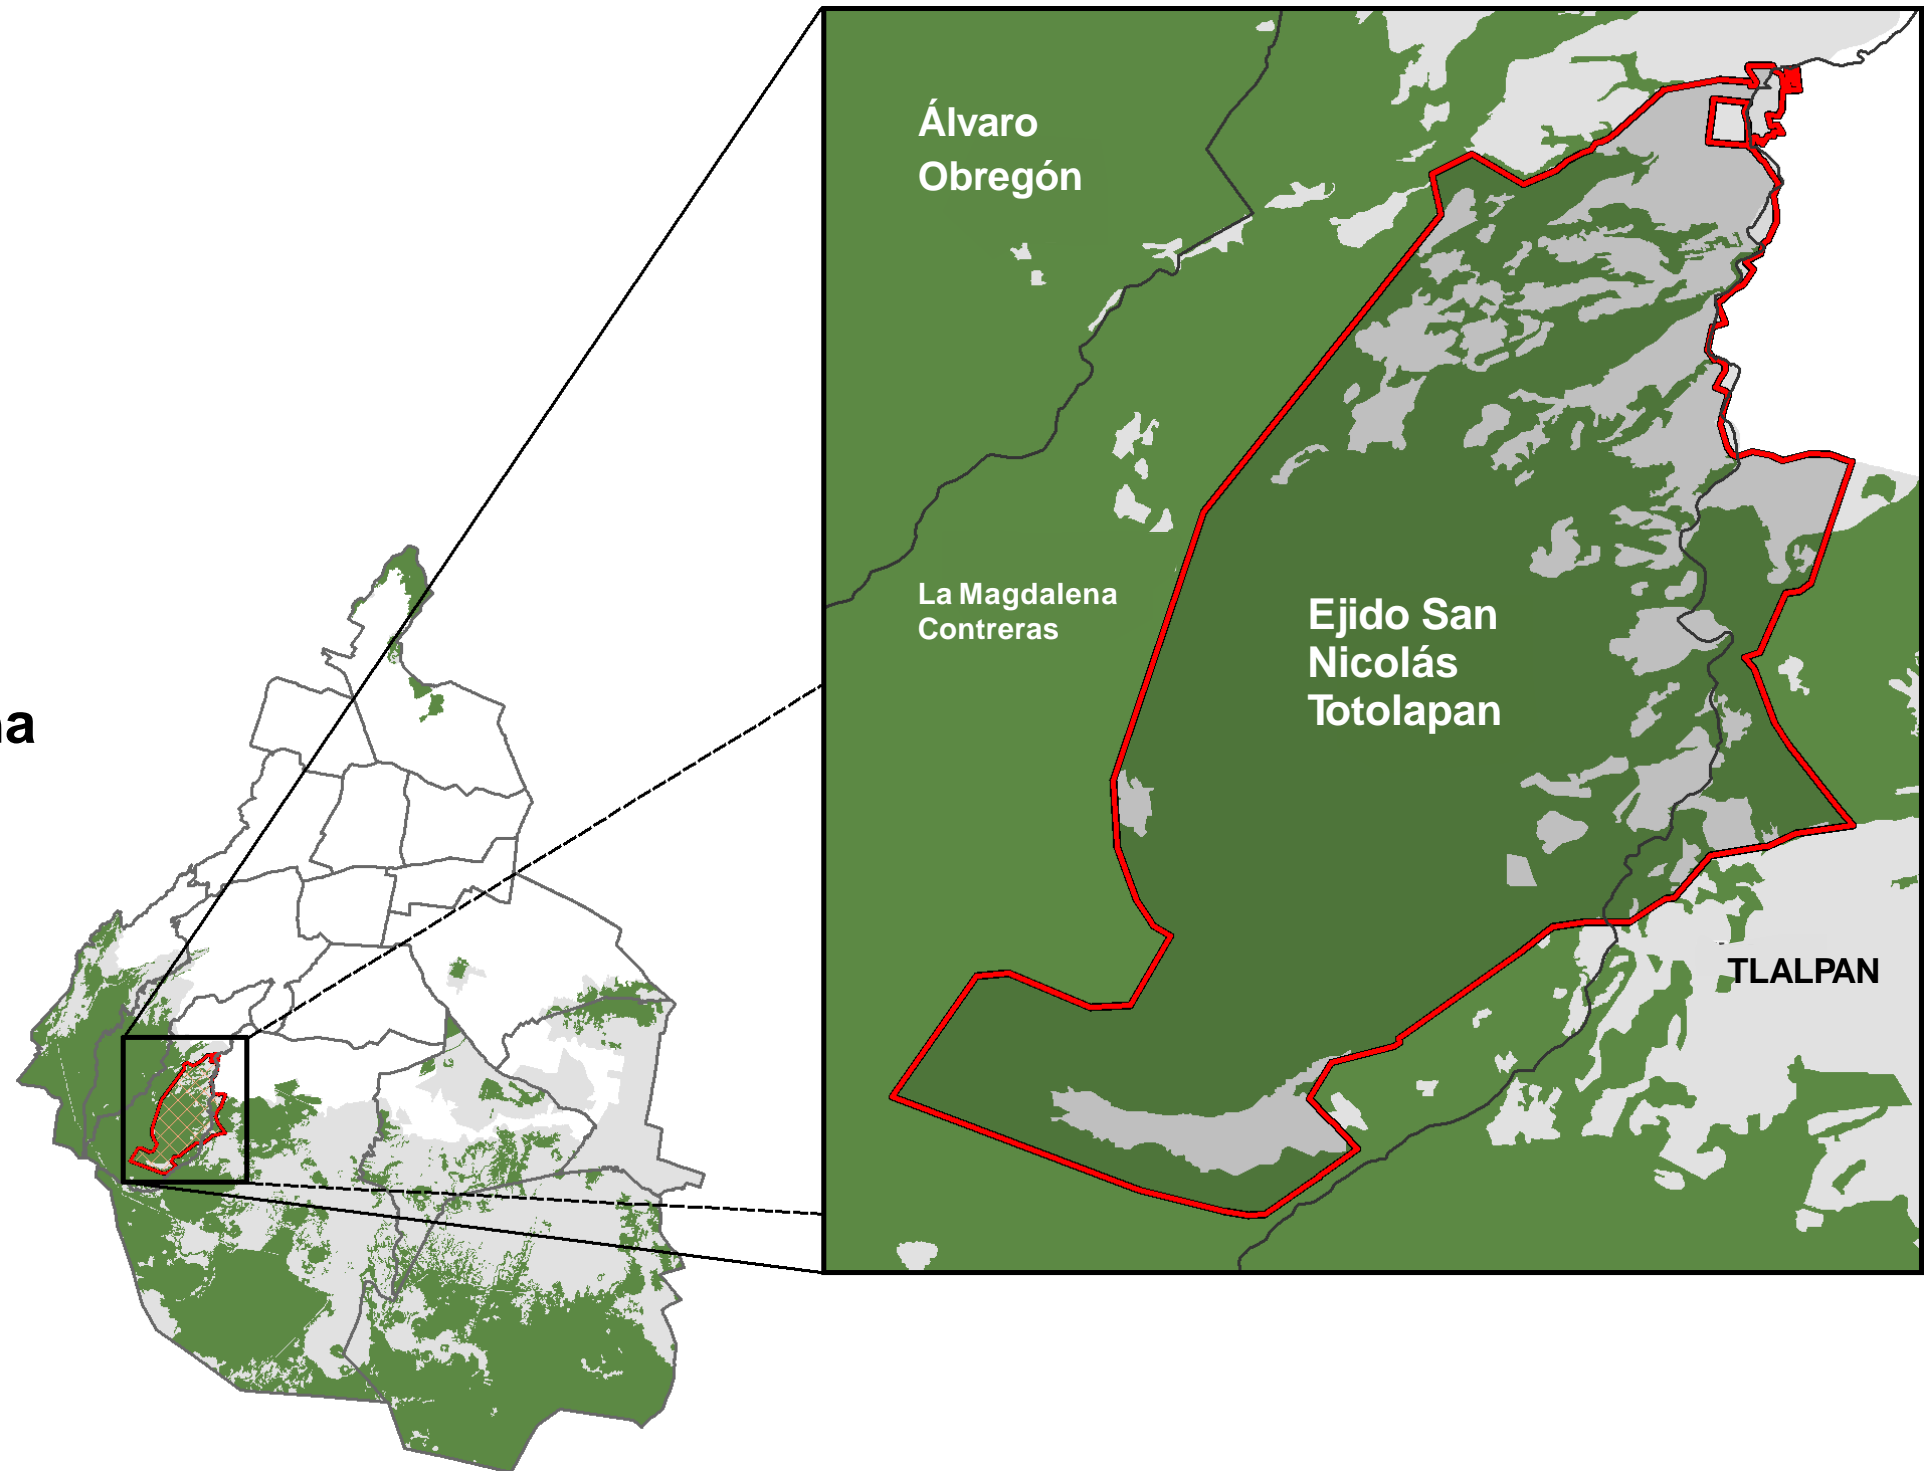 Álvaro
Obregón
La Magdalena
Contreras
Ejido San
Nicolás
Totolapan
TLALPAN